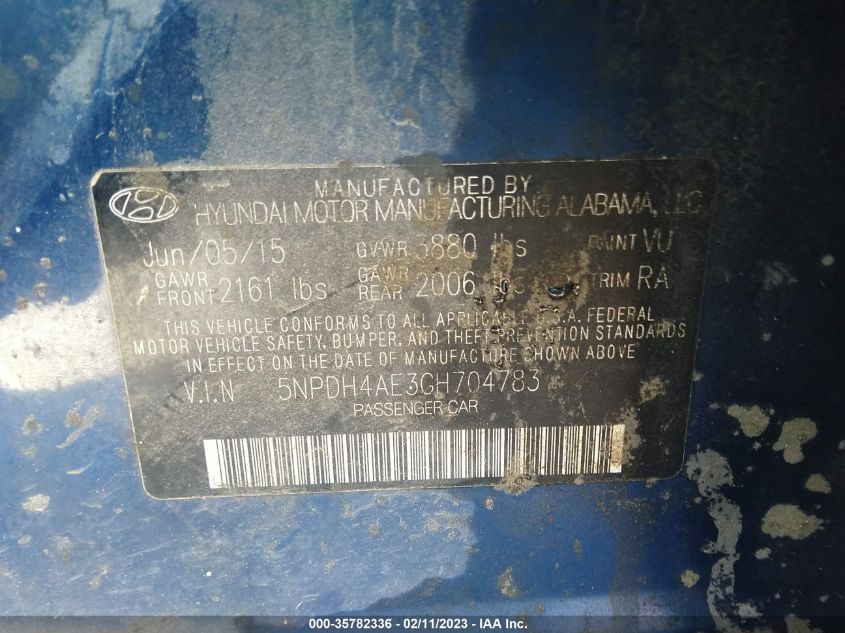 MANUFACTURED BY
HYUNDAI MOTOR MANUFACTURING ALABAMA, LLC
Jun/05/15 GVWR 3880 lbs PAINT VU
GAWR FRONT 2161 lbs GAWR REAR 2006 lbs TRIM RA
THIS VEHICLE CONFORMS TO ALL APPLICABLE U.S.A. FEDERAL
MOTOR VEHICLE SAFETY, BUMPER, AND THEFT PREVENTION STANDARDS
IN EFFECT ON THE DATE OF MANUFACTURE SHOWN ABOVE
V.I.N 5NPDH4AE3GH704783
PASSENGER CAR
000-35782336 - 02/11/2023 - IAA Inc.